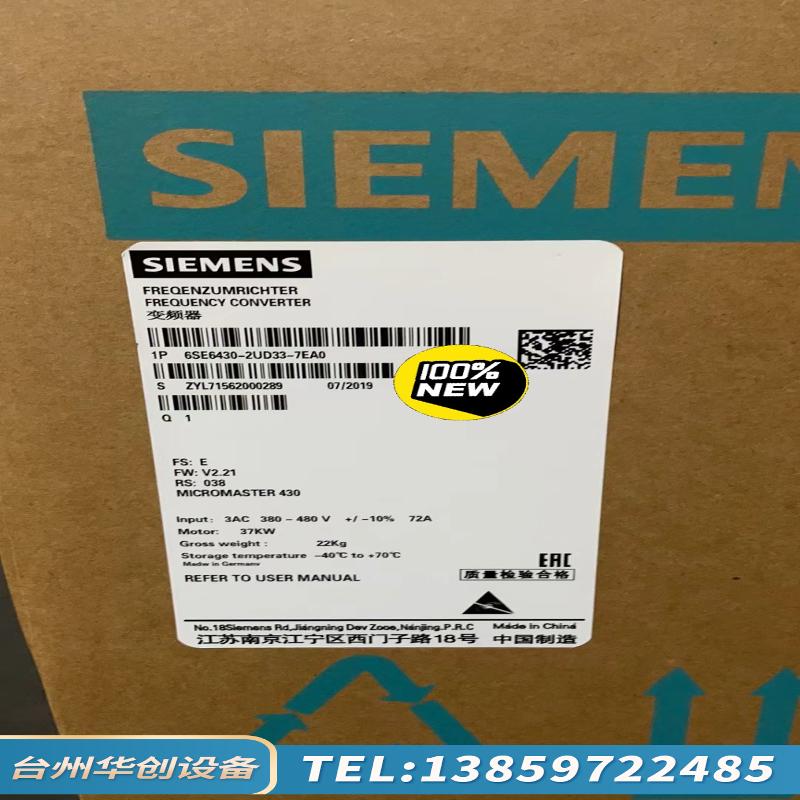 SIEMEN
SIEMENS
FREQENZUMRICHTER
FREQUENCY CONVERTER
变频器
1P 6SE6430-2UD33-7EA0
S ZYL71562000289 07/2019
100%
NEW
Q 1
FS: E
FW: V2.21
RS: 038
MICROMASTER 430
Input: 3AC 380-480 V +/-10% 72A
Motor: 37KW
Gross weight: 22Kg
Storage temperature -40℃ to +70℃
Madw in Germanv
REFER TO USER MANUAL
EAC
质量检验合格
No.18Siemens Rd,Jiangning Dev Zooe,Nanjing.P.R.C Made in China
江苏南京江宁区西门子路18号 中国制造
台州华创设备 TEL:13859722485